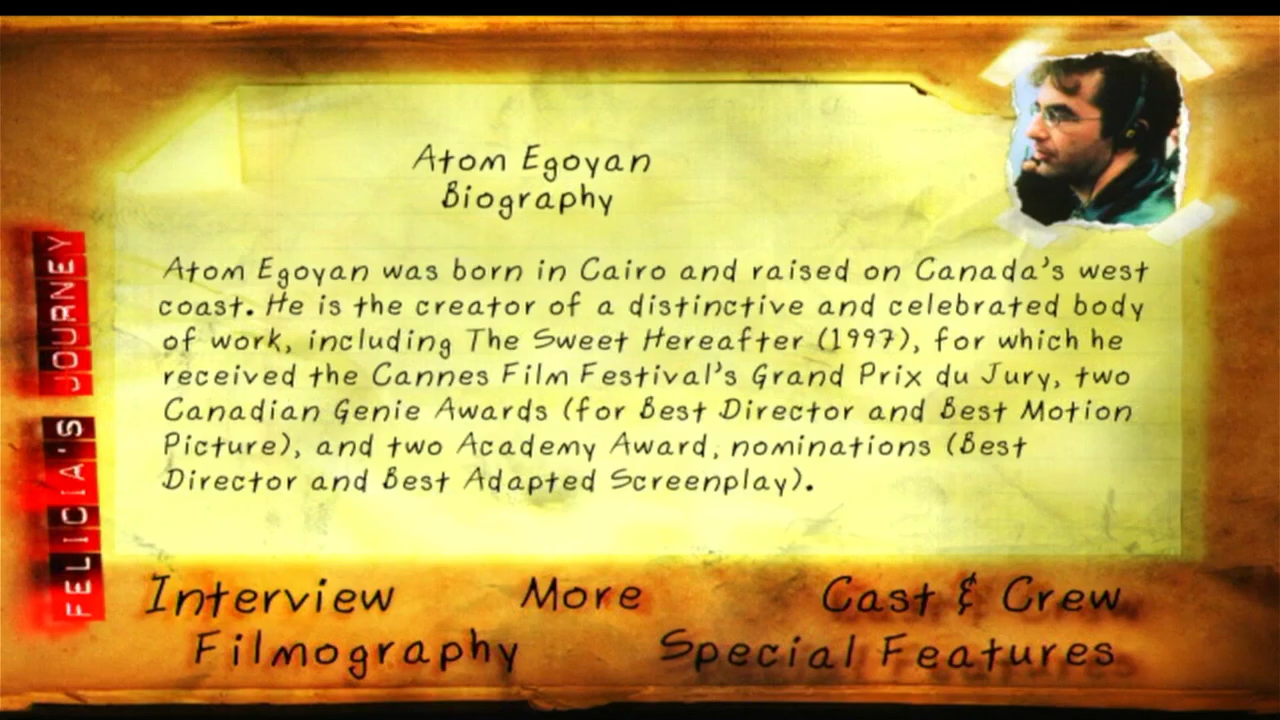 Atom Egoyan
Biography
Atom Egoyan was born in Cairo and raised on Canada's west
coast. He is the creator of a distinctive and celebrated body
of work, including The Sweet Hereafter (1997), for which he
received the Cannes Film Festival's Grand Prix du Jury, two
Canadian Genie Awards (for Best Director and Best Motion
Picture), and two Academy Award, nominations (Best
Director and Best Adapted Screenplay).
FELICIA'S JOURNEY
Interview More Cast & Crew
Filmography Special Features